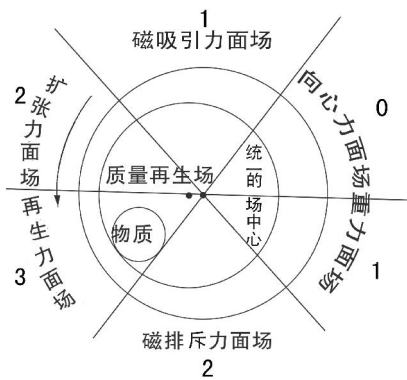 1
磁吸引力面场
2
扩张力面场
向心力面场
0
质量再生场
统一的场中心
物质
再生力面场
3
重力面场
1
磁排斥力面场
2